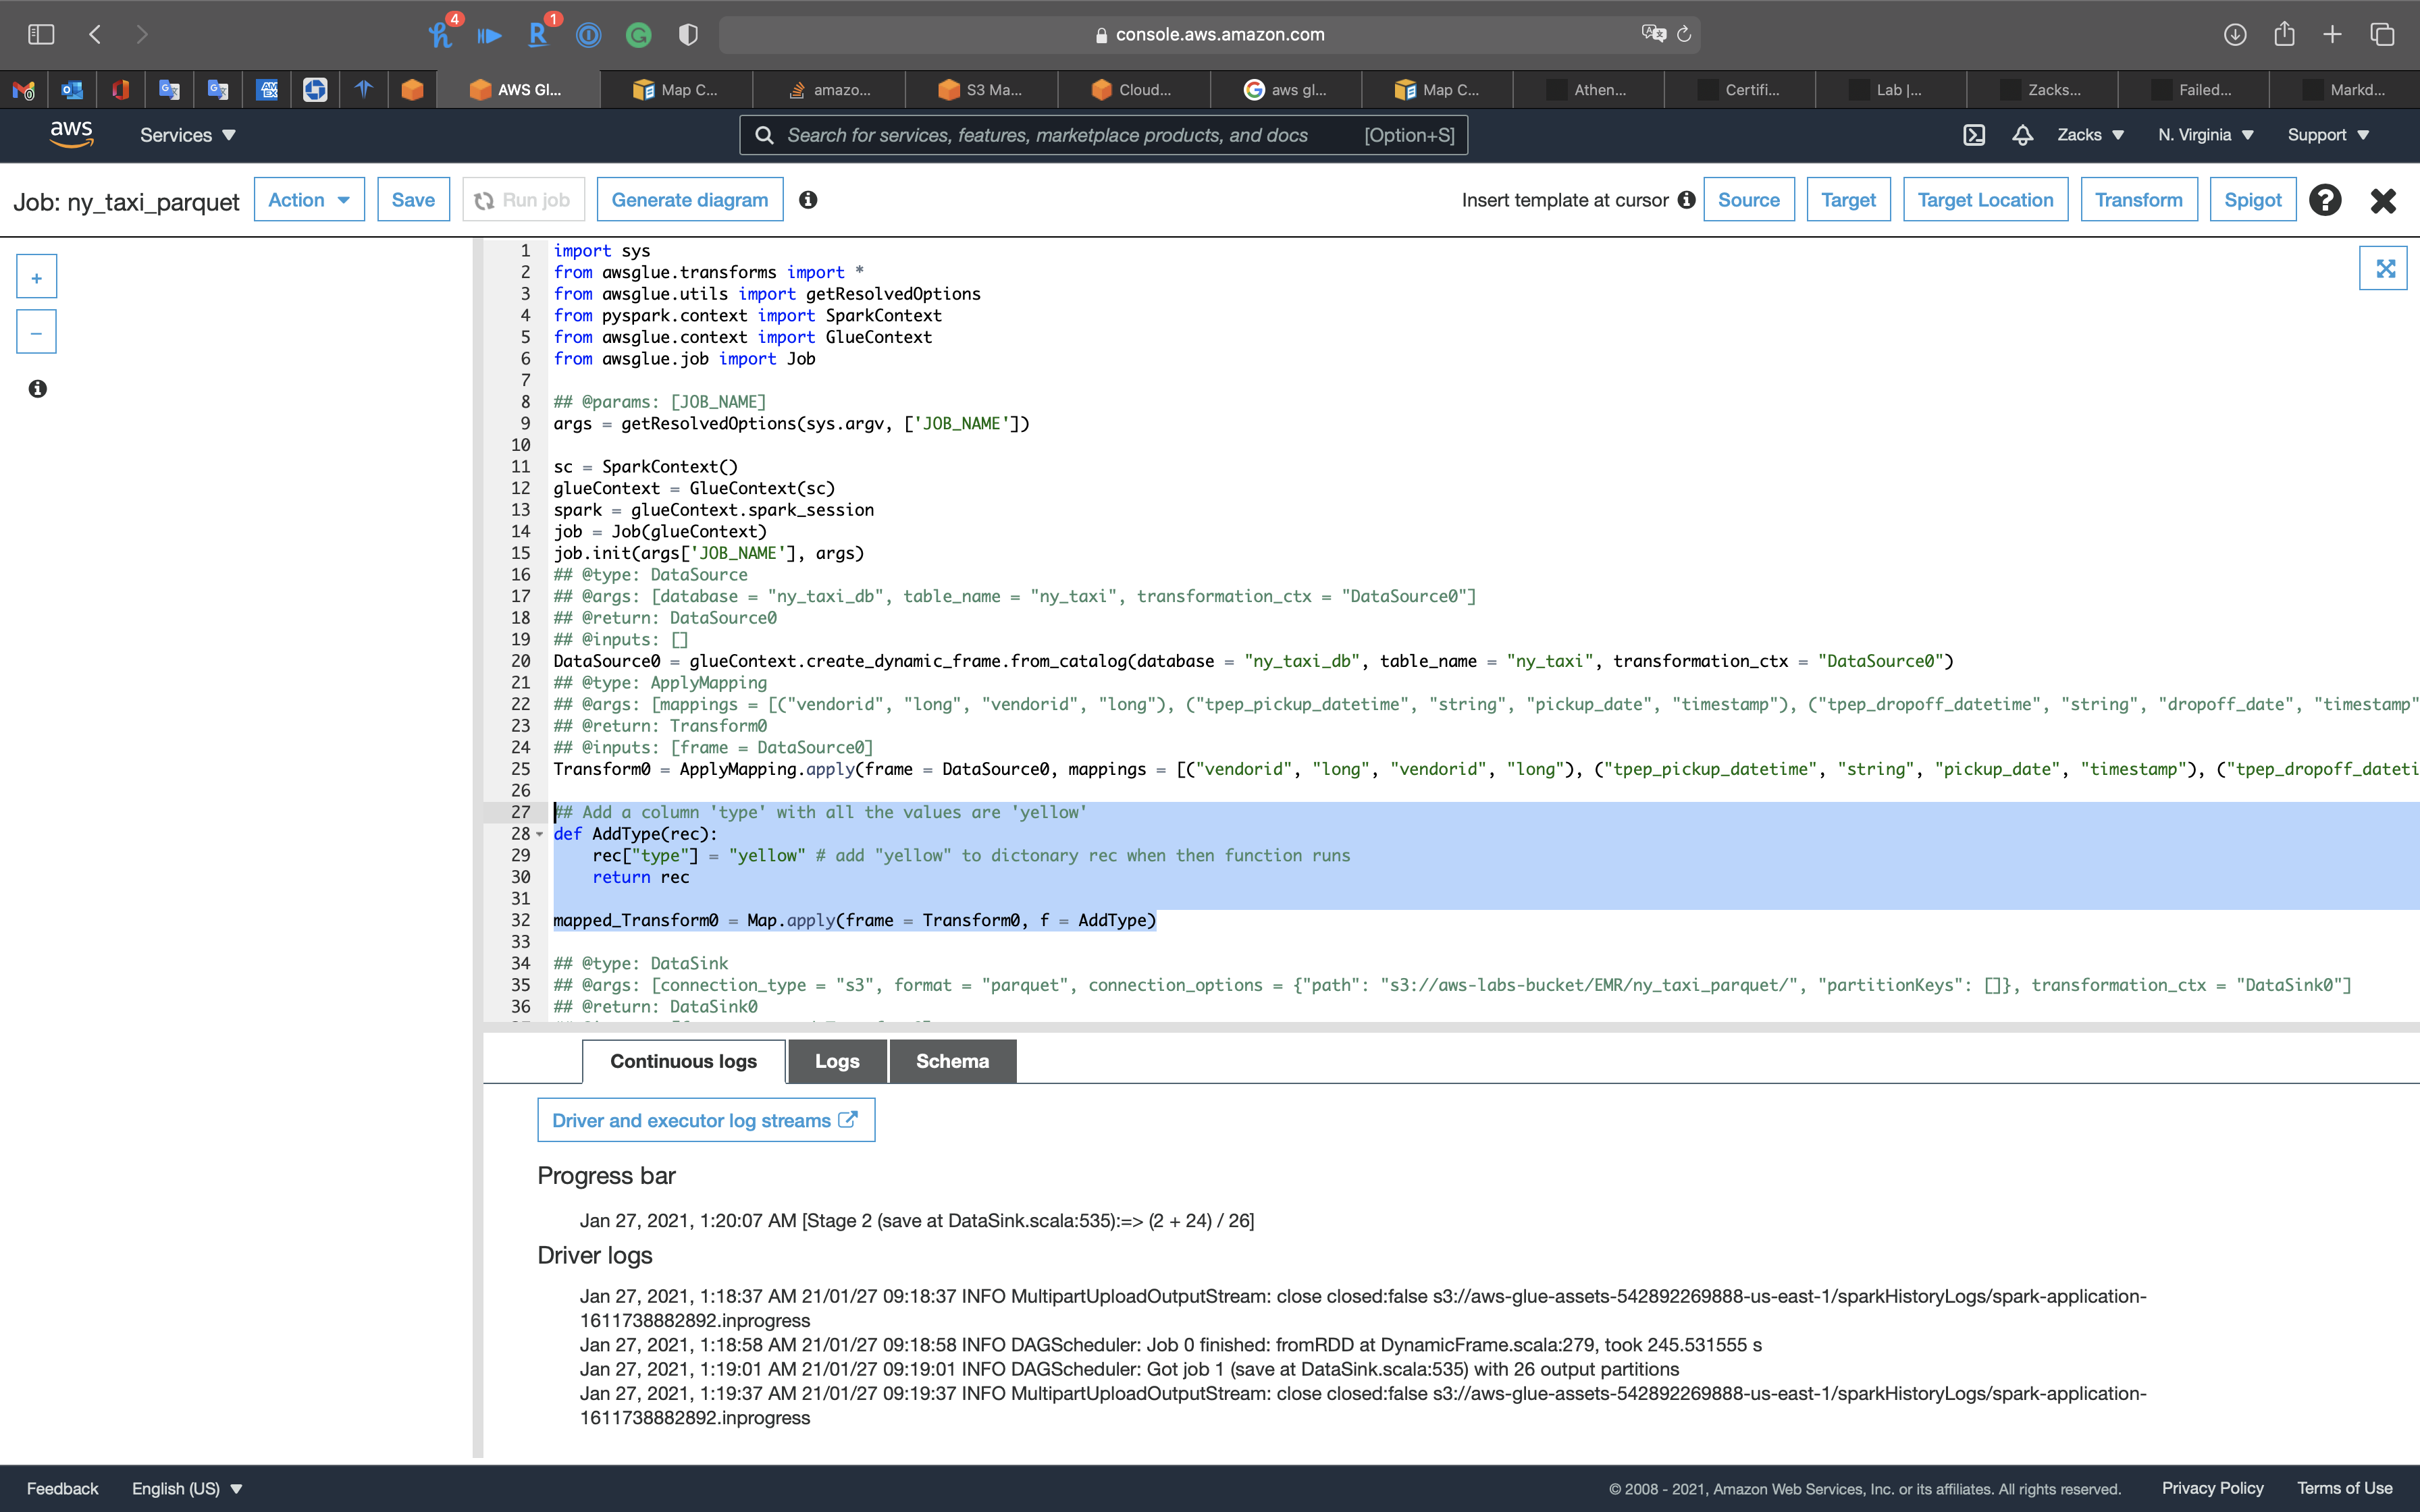 4
1
console.aws.amazon.com
AWS Gl...
Map C...
amazo...
S3 Ma...
Cloud...
aws gl...
Map C...
Athen...
Certifi...
Lab |...
Zacks...
Failed...
Markd...
aws
Services
Search for services, features, marketplace products, and docs
[Option+S]
Zacks
N. Virginia
Support
Job: ny_taxi_parquet
Action
Save
Run job
Generate diagram
Insert template at cursor
Source
Target
Target Location
Transform
Spigot
1 import sys
2 from awsglue.transforms import *
3 from awsglue.utils import getResolvedOptions
4 from pyspark.context import SparkContext
5 from awsglue.context import GlueContext
6 from awsglue.job import Job
7
8 ## @params: [JOB_NAME]
9 args = getResolvedOptions(sys.argv, ['JOB_NAME'])
10
11 sc = SparkContext()
12 glueContext = GlueContext(sc)
13 spark = glueContext.spark_session
14 job = Job(glueContext)
15 job.init(args['JOB_NAME'], args)
16 ## @type: DataSource
17 ## @args: [database = "ny_taxi_db", table_name = "ny_taxi", transformation_ctx = "DataSource0"]
18 ## @return: DataSource0
19 ## @inputs: []
20 DataSource0 = glueContext.create_dynamic_frame.from_catalog(database = "ny_taxi_db", table_name = "ny_taxi", transformation_ctx = "DataSource0")
21 ## @type: ApplyMapping
22 ## @args: [mappings = [("vendorid", "long", "vendorid", "long"), ("tpep_pickup_datetime", "string", "pickup_date", "timestamp"), ("tpep_dropoff_datetime", "string", "dropoff_date", "timestamp"
23 ## @return: Transform0
24 ## @inputs: [frame = DataSource0]
25 Transform0 = ApplyMapping.apply(frame = DataSource0, mappings = [("vendorid", "long", "vendorid", "long"), ("tpep_pickup_datetime", "string", "pickup_date", "timestamp"), ("tpep_dropoff_dateti
26
27 ## Add a column 'type' with all the values are 'yellow'
28 def AddType(rec):
29 rec["type"] = "yellow" # add "yellow" to dictonary rec when then function runs
30 return rec
31
32 mapped_Transform0 = Map.apply(frame = Transform0, f = AddType)
33
34 ## @type: DataSink
35 ## @args: [connection_type = "s3", format = "parquet", connection_options = {"path": "s3://aws-labs-bucket/EMR/ny_taxi_parquet/", "partitionKeys": []}, transformation_ctx = "DataSink0"]
36 ## @return: DataSink0
Continuous logs
Logs
Schema
Driver and executor log streams
Progress bar
Jan 27, 2021, 1:20:07 AM [Stage 2 (save at DataSink.scala:535):=> (2 + 24) / 26]
Driver logs
Jan 27, 2021, 1:18:37 AM 21/01/27 09:18:37 INFO MultipartUploadOutputStream: close closed:false s3://aws-glue-assets-542892269888-us-east-1/sparkHistoryLogs/spark-application-
1611738882892.inprogress
Jan 27, 2021, 1:18:58 AM 21/01/27 09:18:58 INFO DAGScheduler: Job 0 finished: fromRDD at DynamicFrame.scala:279, took 245.531555 s
Jan 27, 2021, 1:19:01 AM 21/01/27 09:19:01 INFO DAGScheduler: Got job 1 (save at DataSink.scala:535) with 26 output partitions
Jan 27, 2021, 1:19:37 AM 21/01/27 09:19:37 INFO MultipartUploadOutputStream: close closed:false s3://aws-glue-assets-542892269888-us-east-1/sparkHistoryLogs/spark-application-
1611738882892.inprogress
Feedback
English (US)
© 2008 - 2021, Amazon Web Services, Inc. or its affiliates. All rights reserved.
Privacy Policy
Terms of Use